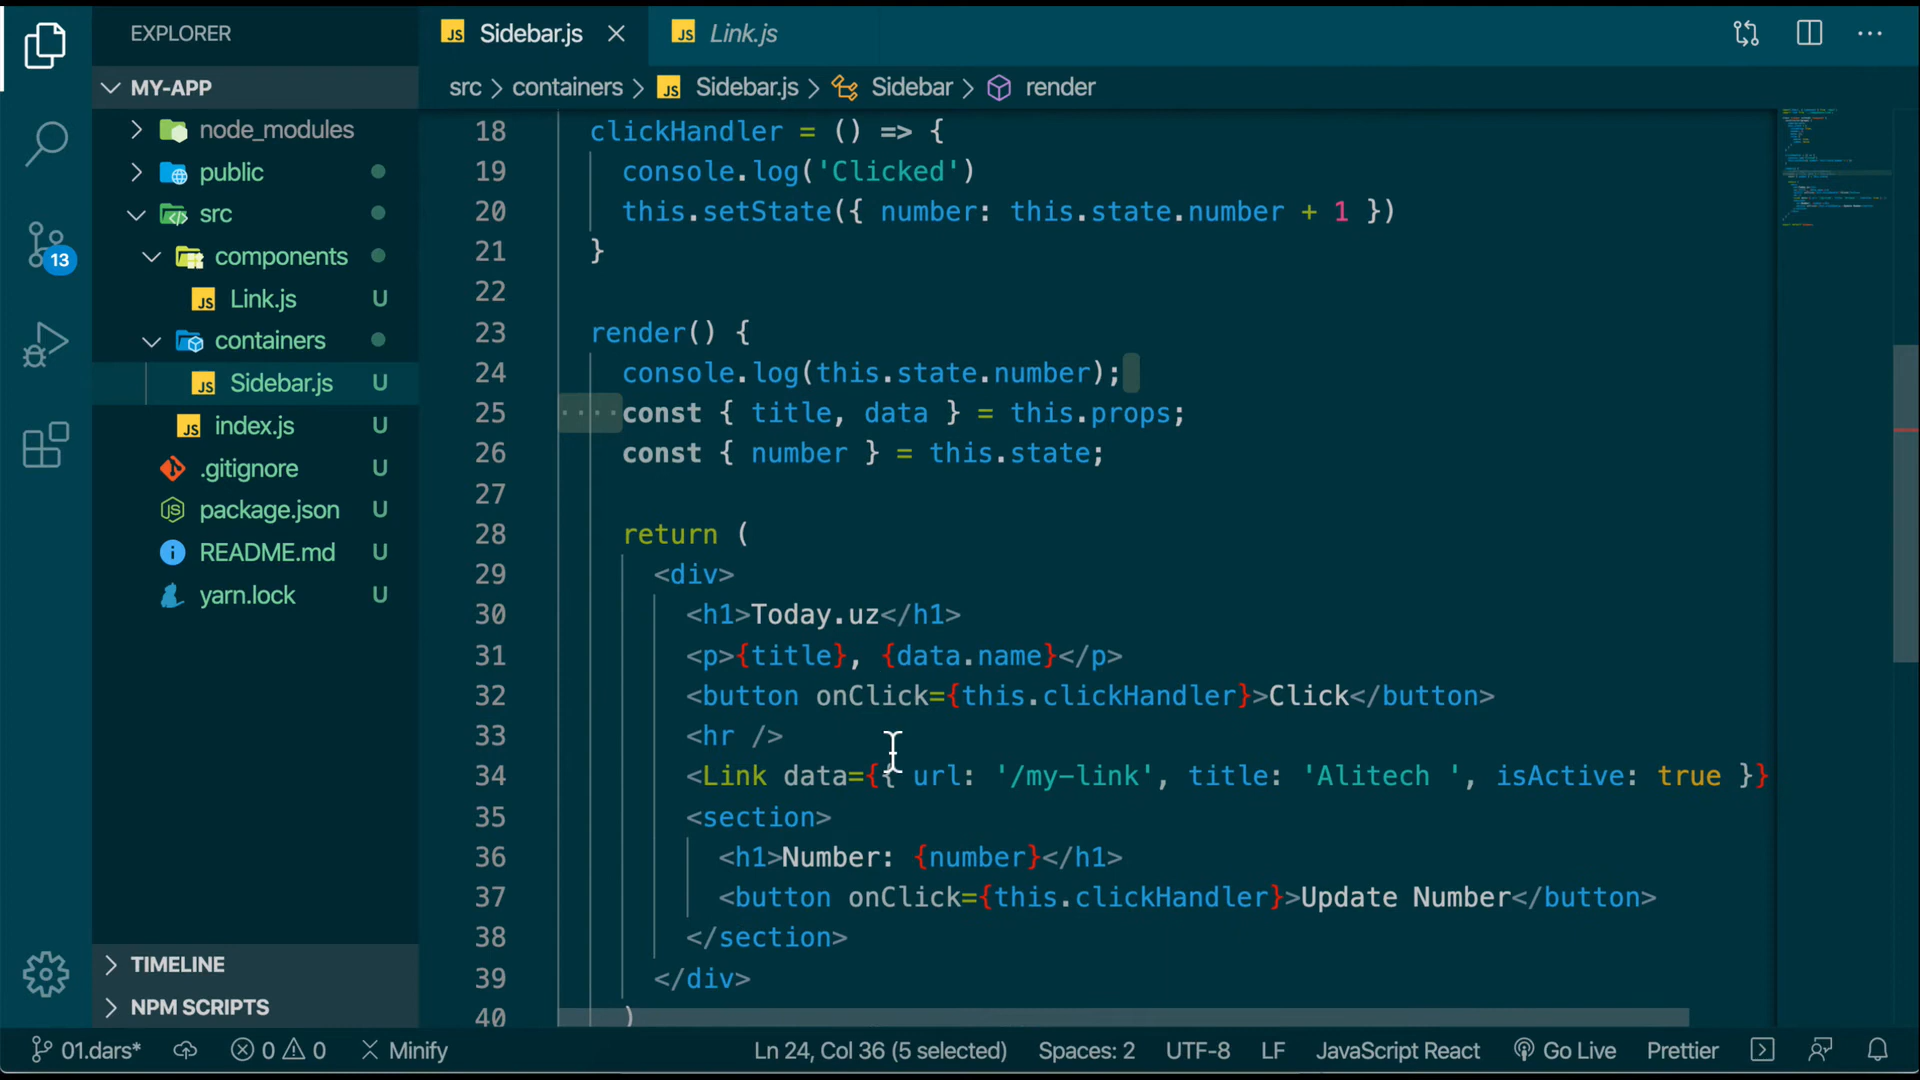 EXPLORER
MY-APP
node_modules
public
src
components
Link.js U
containers
Sidebar.js U
index.js U
.gitignore U
package.json U
README.md U
yarn.lock U
TIMELINE
NPM SCRIPTS
13
JS Sidebar.js
JS Link.js
src > containers > JS Sidebar.js > Sidebar > render
18 clickHandler = () => {
19 console.log('Clicked')
20 this.setState({ number: this.state.number + 1 })
21 }
22
23 render() {
24 console.log(this.state.number);
25 const { title, data } = this.props;
26 const { number } = this.state;
27
28 return (
29 <div>
30 <h1>Today.uz</h1>
31 <p>{title}, {data.name}</p>
32 <button onClick={this.clickHandler}>Click</button>
33 <hr />
34 <Link data={{ url: '/my-link', title: 'Alitech ', isActive: true }}
35 <section>
36 <h1>Number: {number}</h1>
37 <button onClick={this.clickHandler}>Update Number</button>
38 </section>
39 </div>
40 )
01.dars* 0 0 Minify Ln 24, Col 36 (5 selected) Spaces: 2 UTF-8 LF JavaScript React Go Live Prettier